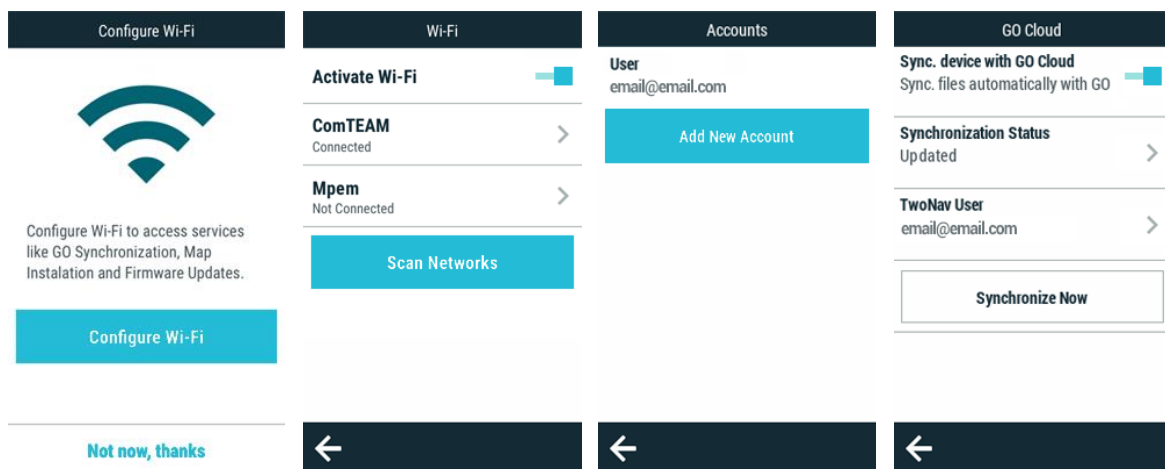 Configure Wi-Fi
Configure Wi-Fi to access services
like GO Synchronization, Map
Instalation and Firmware Updates.
Configure Wi-Fi
Not now, thanks
Wi-Fi
Activate Wi-Fi
ComTEAM
Connected
Mpem
Not Connected
Scan Networks
Accounts
User
email@email.com
Add New Account
GO Cloud
Sync. device with GO Cloud
Sync. files automatically with GO
Synchronization Status
Updated
TwoNav User
email@email.com
Synchronize Now